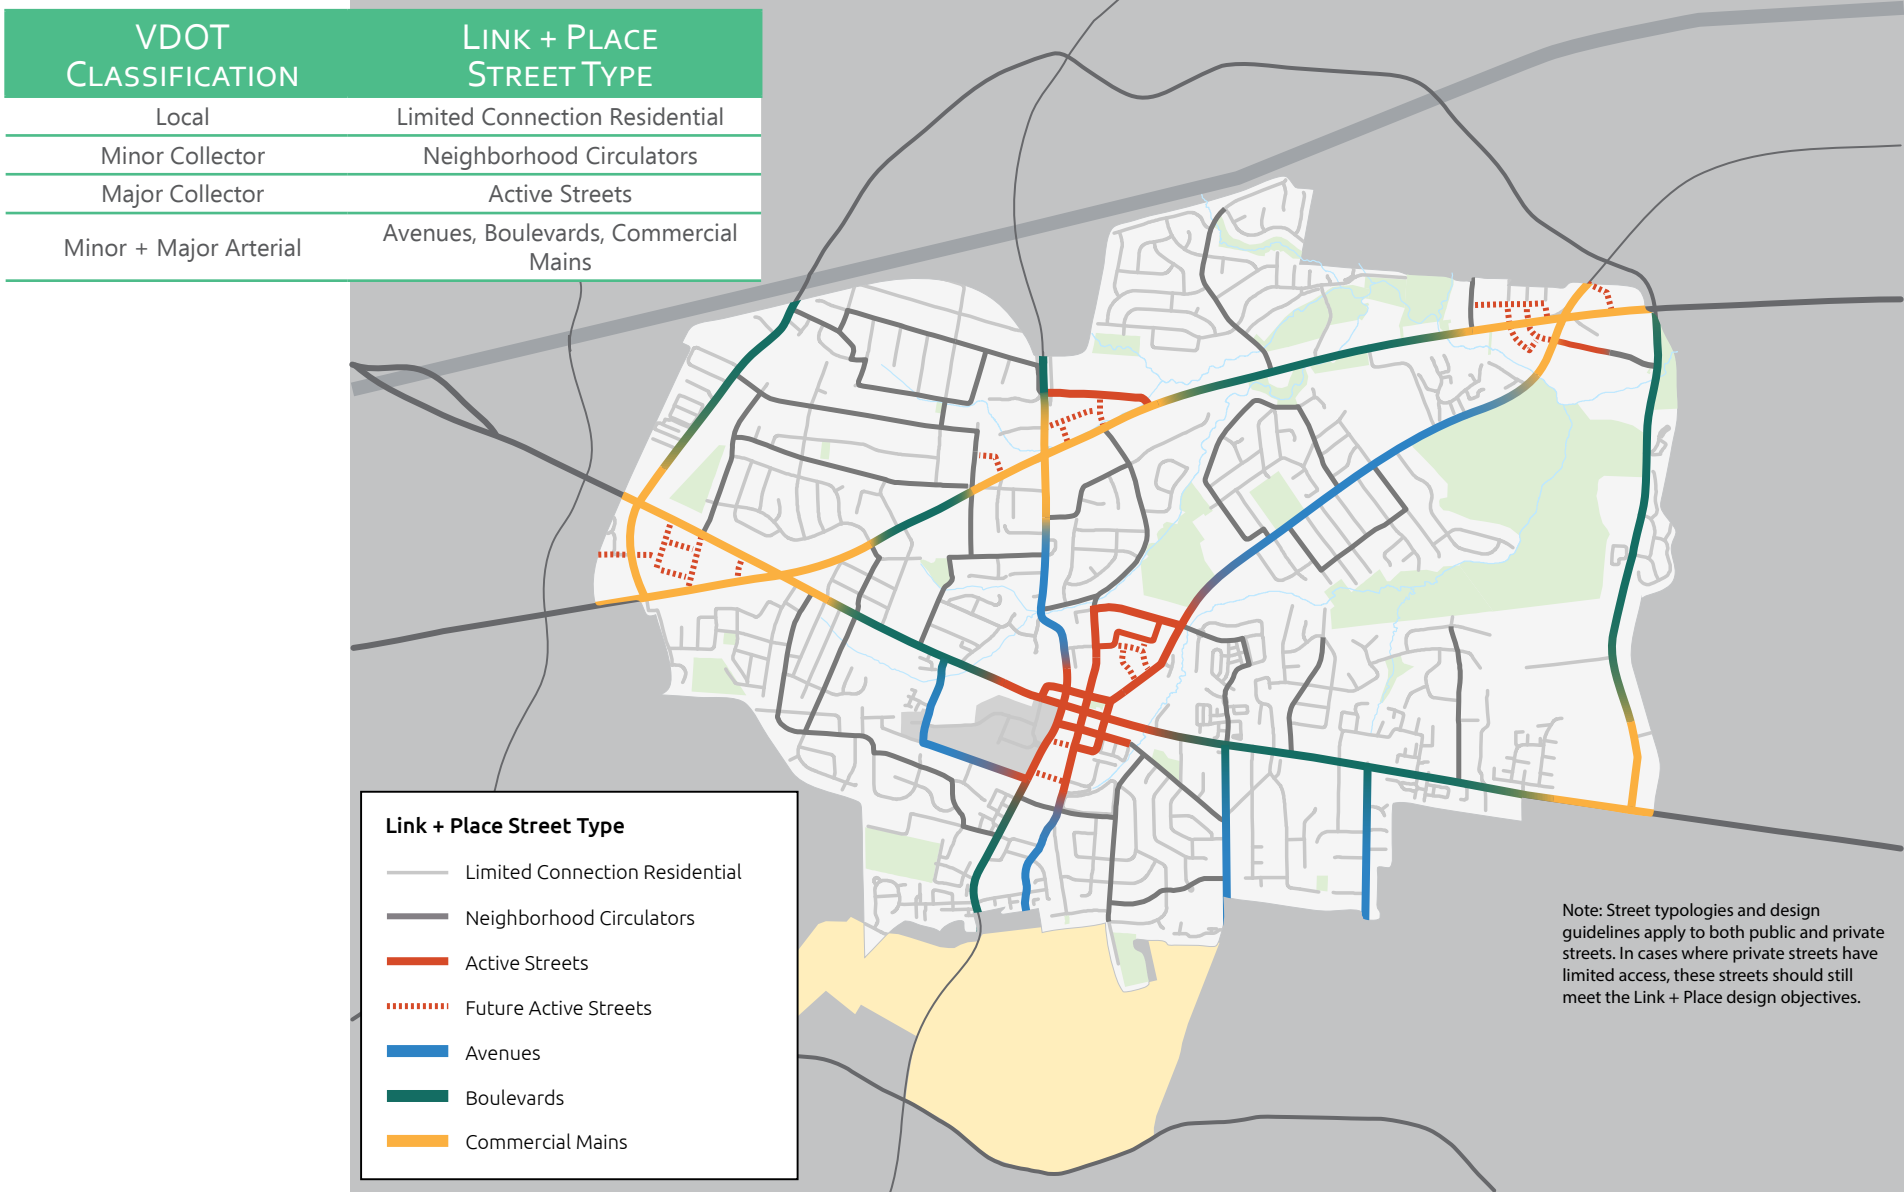 VDOT
Classification
Link + Place
Street Type
Local
Limited Connection Residential
Minor Collector
Neighborhood Circulators
Major Collector
Active Streets
Minor + Major Arterial
Avenues, Boulevards, Commercial
Mains
Link + Place Street Type
Limited Connection Residential
Neighborhood Circulators
Active Streets
Future Active Streets
Avenues
Boulevards
Commercial Mains
Note: Street typologies and design
guidelines apply to both public and private
streets. In cases where private streets have
limited access, these streets should still
meet the Link + Place design objectives.